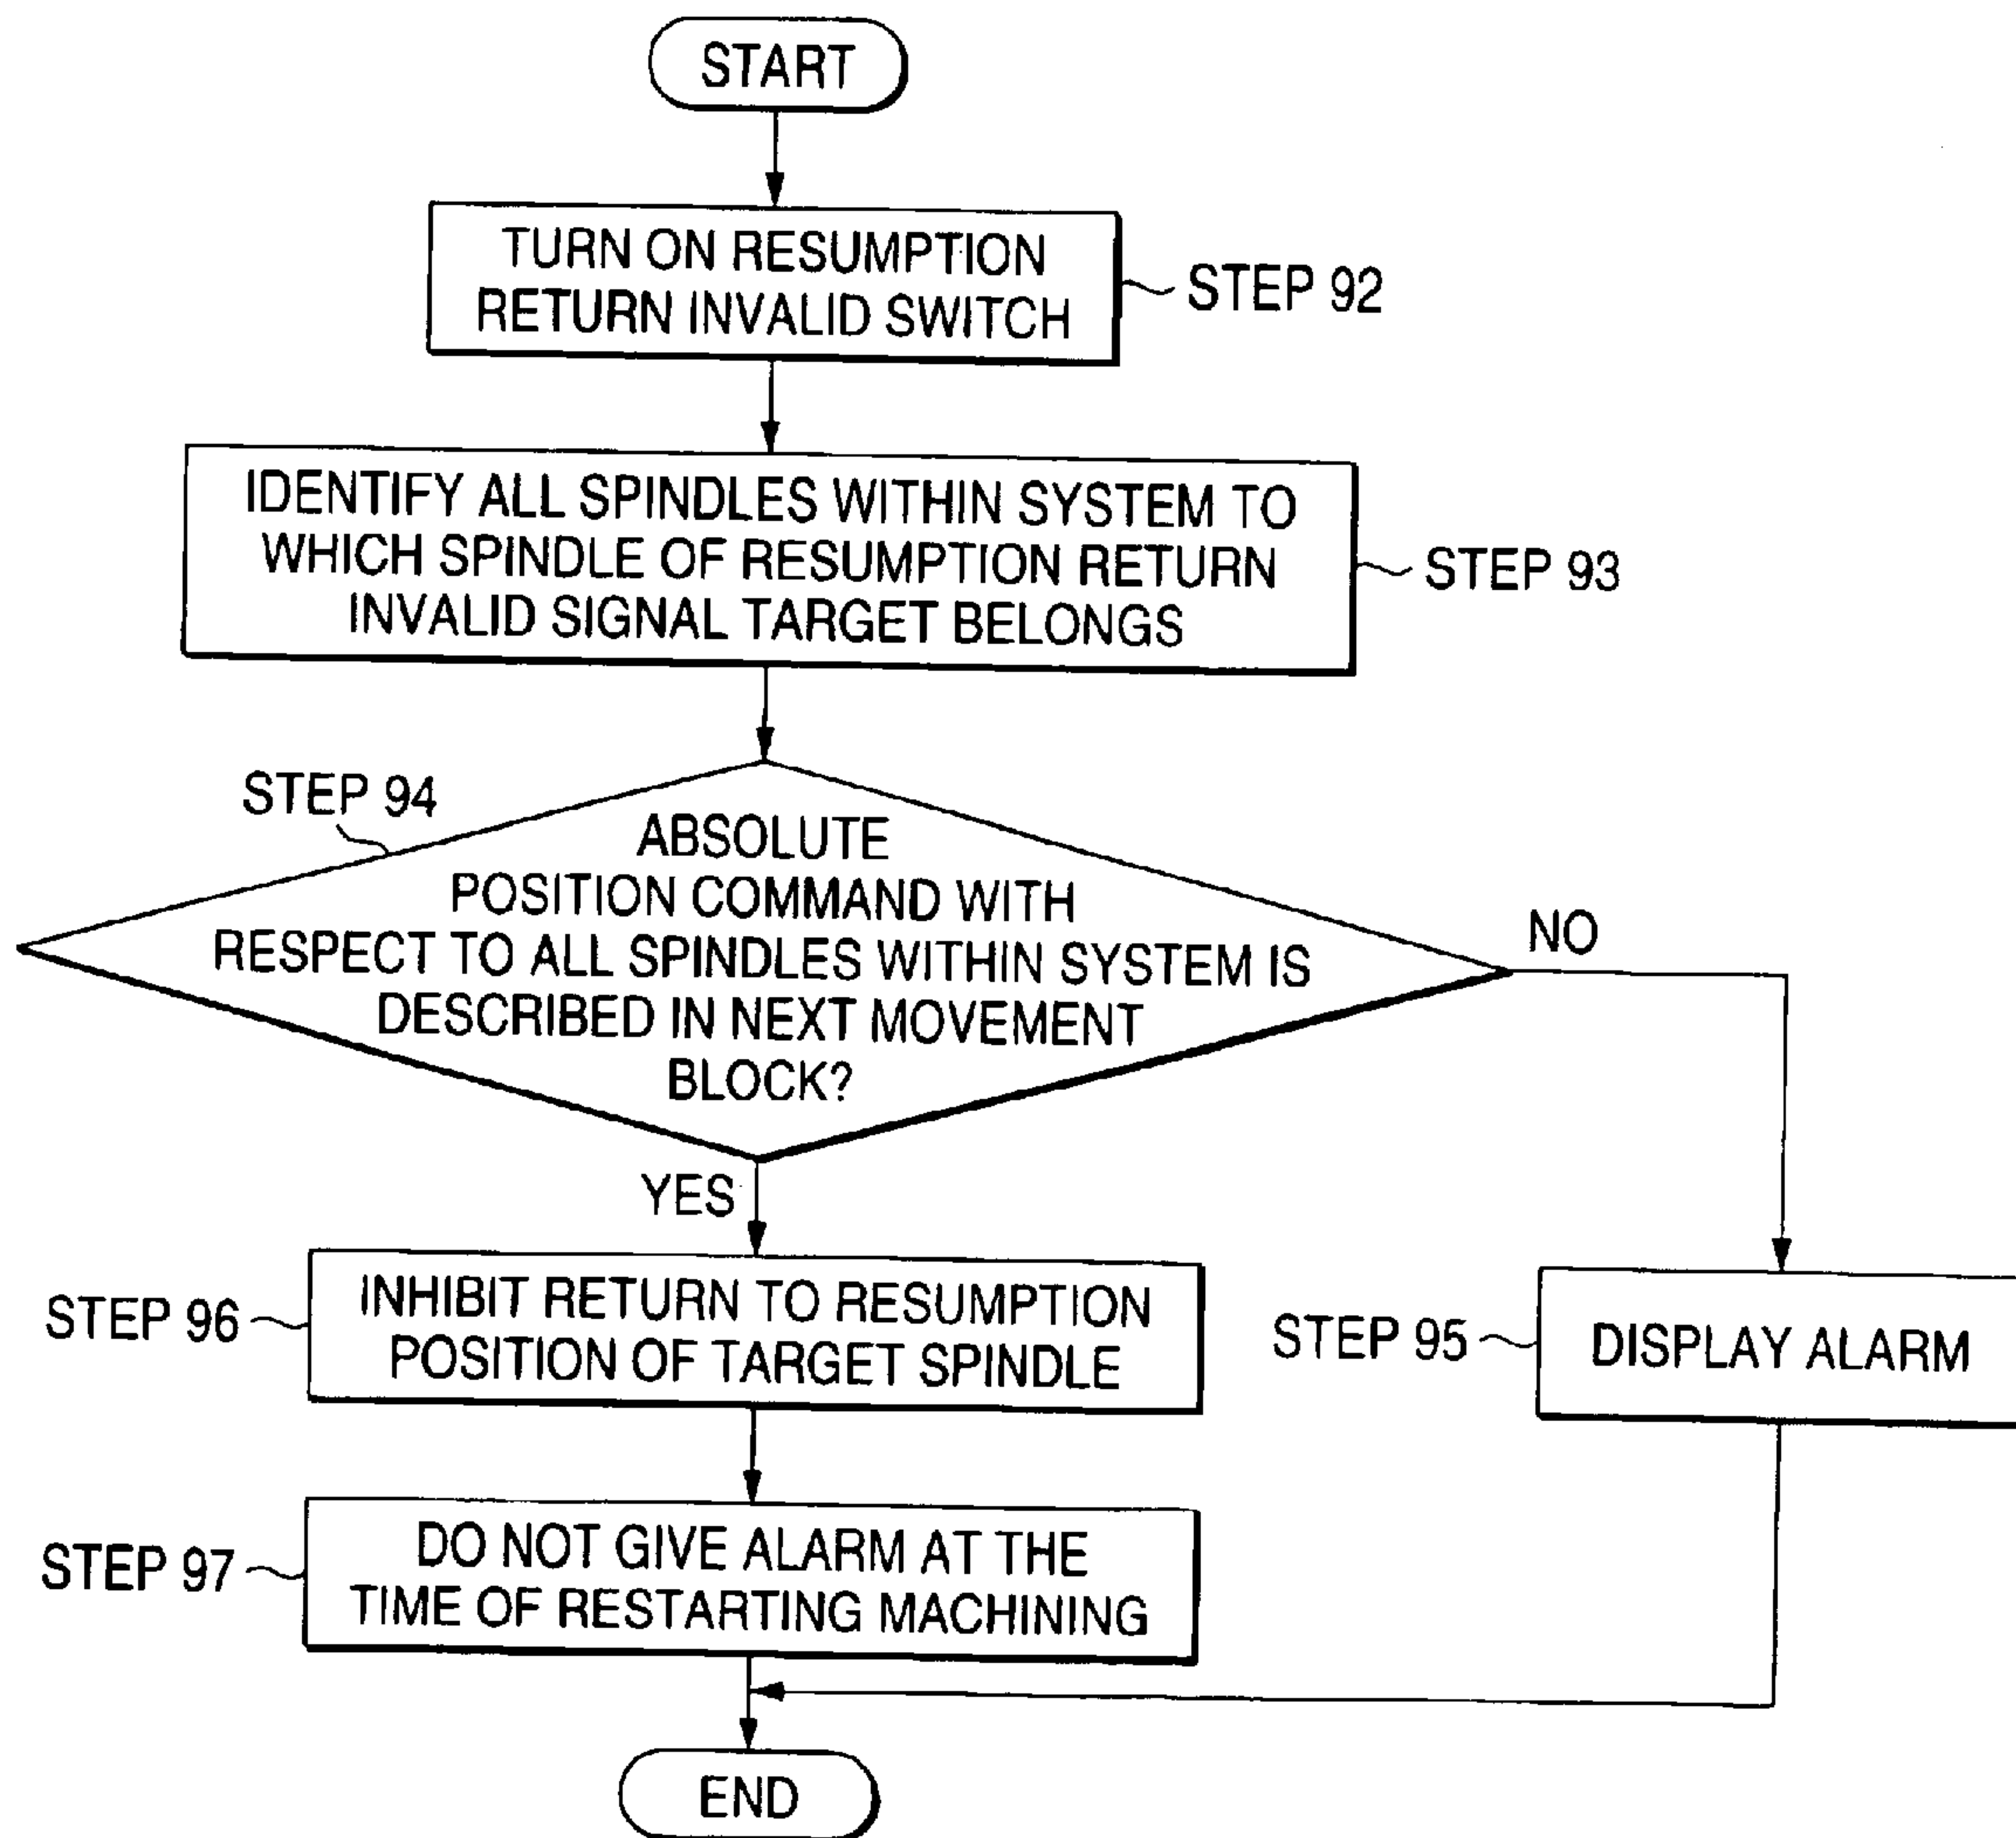 START
TURN ON RESUMPTION
RETURN INVALID SWITCH
STEP 92
IDENTIFY ALL SPINDLES WITHIN SYSTEM TO
WHICH SPINDLE OF RESUMPTION RETURN
INVALID SIGNAL TARGET BELONGS
STEP 93
STEP 94
ABSOLUTE
POSITION COMMAND WITH
RESPECT TO ALL SPINDLES WITHIN SYSTEM IS
DESCRIBED IN NEXT MOVEMENT
BLOCK?
NO
YES
STEP 96
INHIBIT RETURN TO RESUMPTION
POSITION OF TARGET SPINDLE
STEP 95
DISPLAY ALARM
STEP 97
DO NOT GIVE ALARM AT THE
TIME OF RESTARTING MACHINING
END